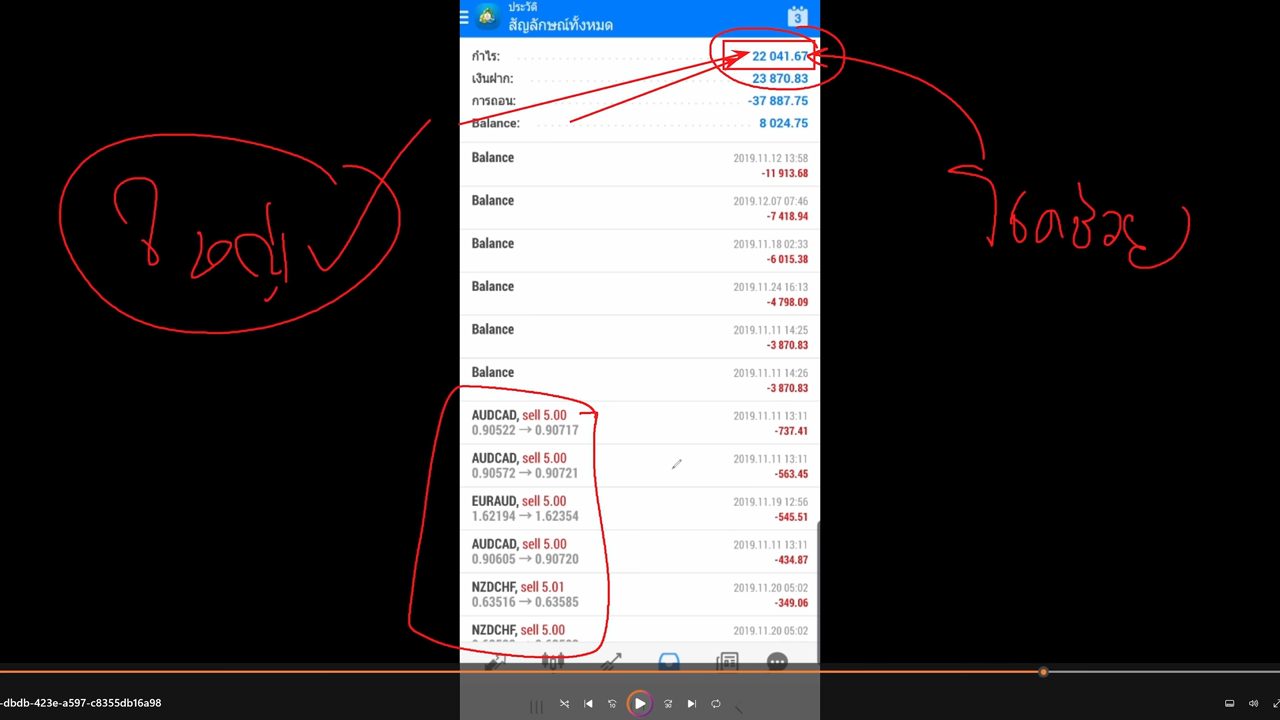 ประวัติ
สัญลักษณ์ทั้งหมด
3
กำไร: 22 041.67
เงินฝาก: 23 870.83
การถอน: -37 887.75
Balance: 8 024.75
Balance 2019.11.12 13:58
-11 913.68
Balance 2019.12.07 07:46
-7 418.94
Balance 2019.11.18 02:33
-6 015.38
Balance 2019.11.24 16:13
-4 798.09
Balance 2019.11.11 14:25
-3 870.83
Balance 2019.11.11 14:26
-3 870.83
AUDCAD, sell 5.00 2019.11.11 13:11
0.90522 → 0.90717 -737.41
AUDCAD, sell 5.00 2019.11.11 13:11
0.90572 → 0.90721 -563.45
EURAUD, sell 5.00 2019.11.19 12:56
1.62194 → 1.62354 -545.51
AUDCAD, sell 5.00 2019.11.11 13:11
0.90605 → 0.90720 -434.87
NZDCHF, sell 5.01 2019.11.20 05:02
0.63516 → 0.63585 -349.06
NZDCHF, sell 5.00 2019.11.20 05:02
-dbdb-423e-a597-c8355db16a98